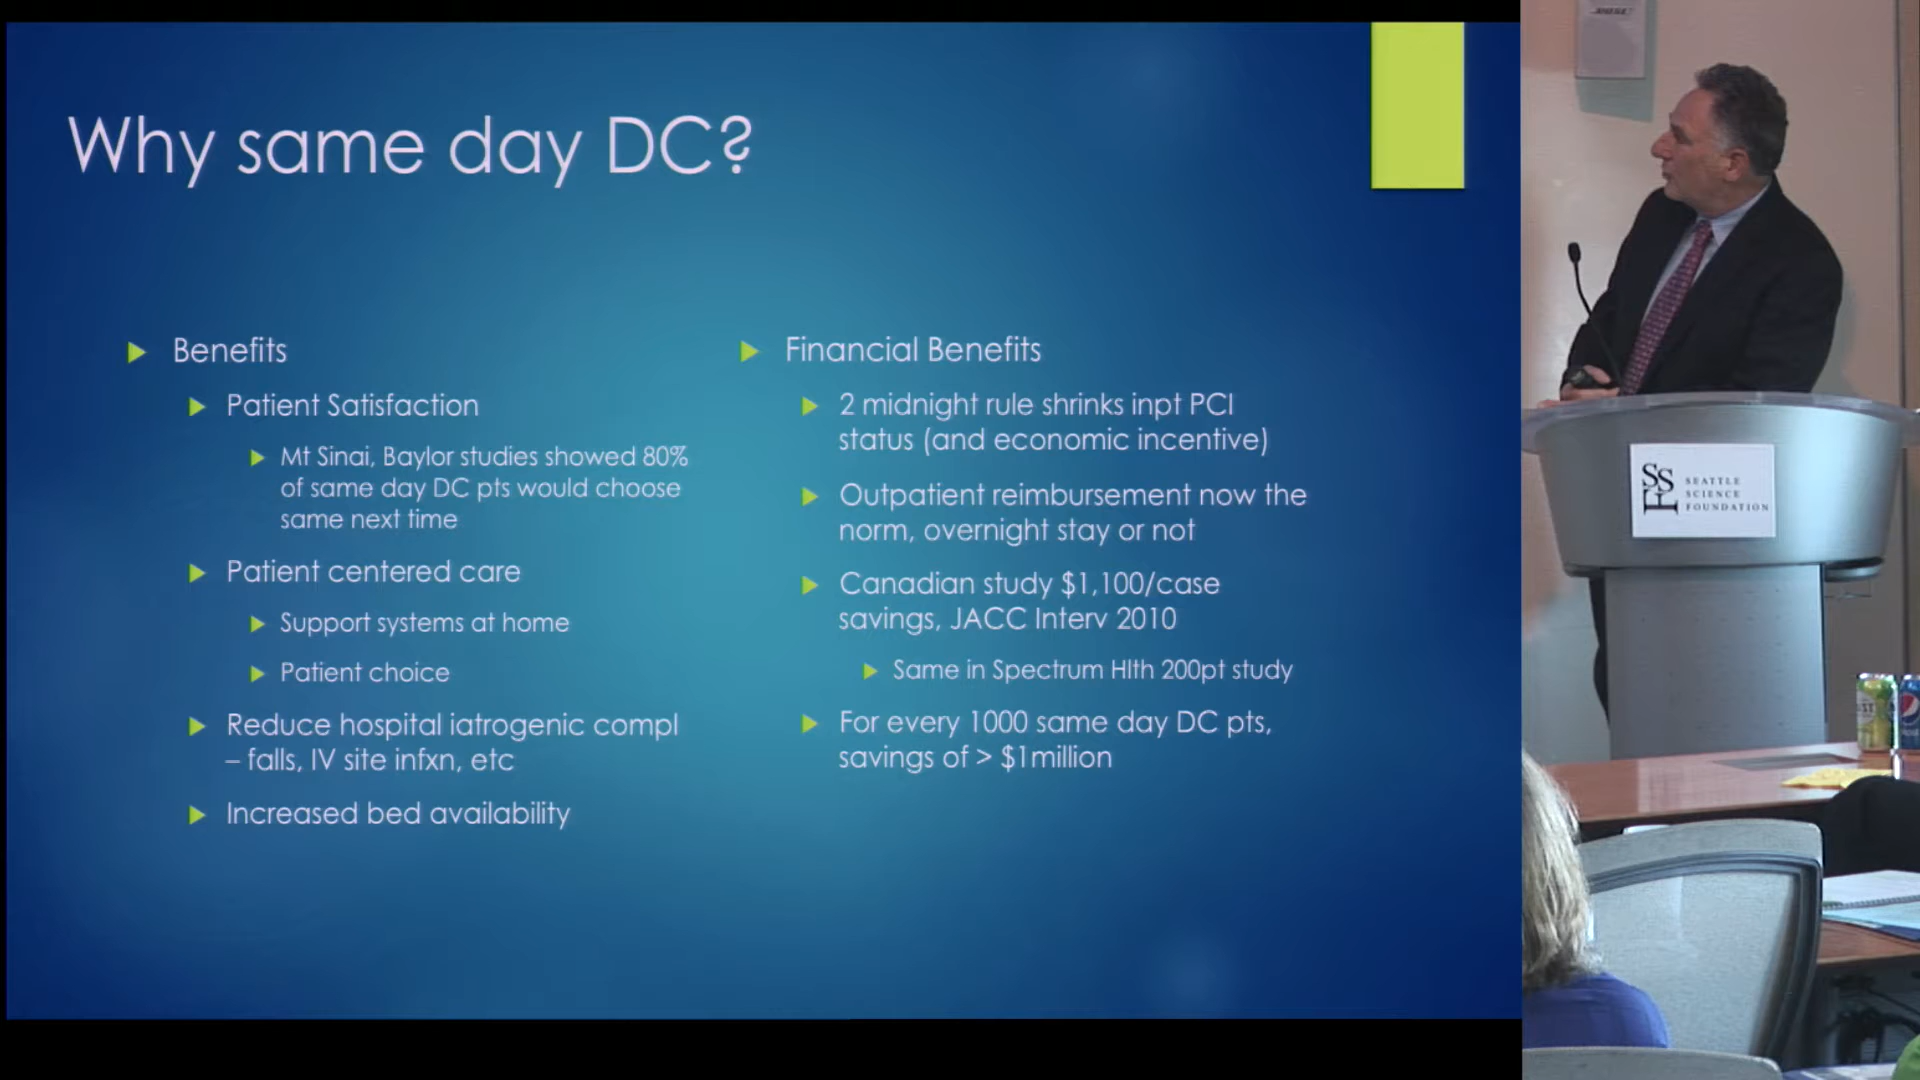 Why same day DC?
Benefits
Patient Satisfaction
Mt Sinai, Baylor studies showed 80%
of same day DC pts would choose
same next time
Patient centered care
Support systems at home
Patient choice
Reduce hospital iatrogenic compl
– falls, IV site infxn, etc
Increased bed availability
Financial Benefits
2 midnight rule shrinks inpt PCI
status (and economic incentive)
Outpatient reimbursement now the
norm, overnight stay or not
Canadian study $1,100/case
savings, JACC Interv 2010
Same in Spectrum Hlth 200pt study
For every 1000 same day DC pts,
savings of > $1million
SSF
SEATTLE
SCIENCE
FOUNDATION